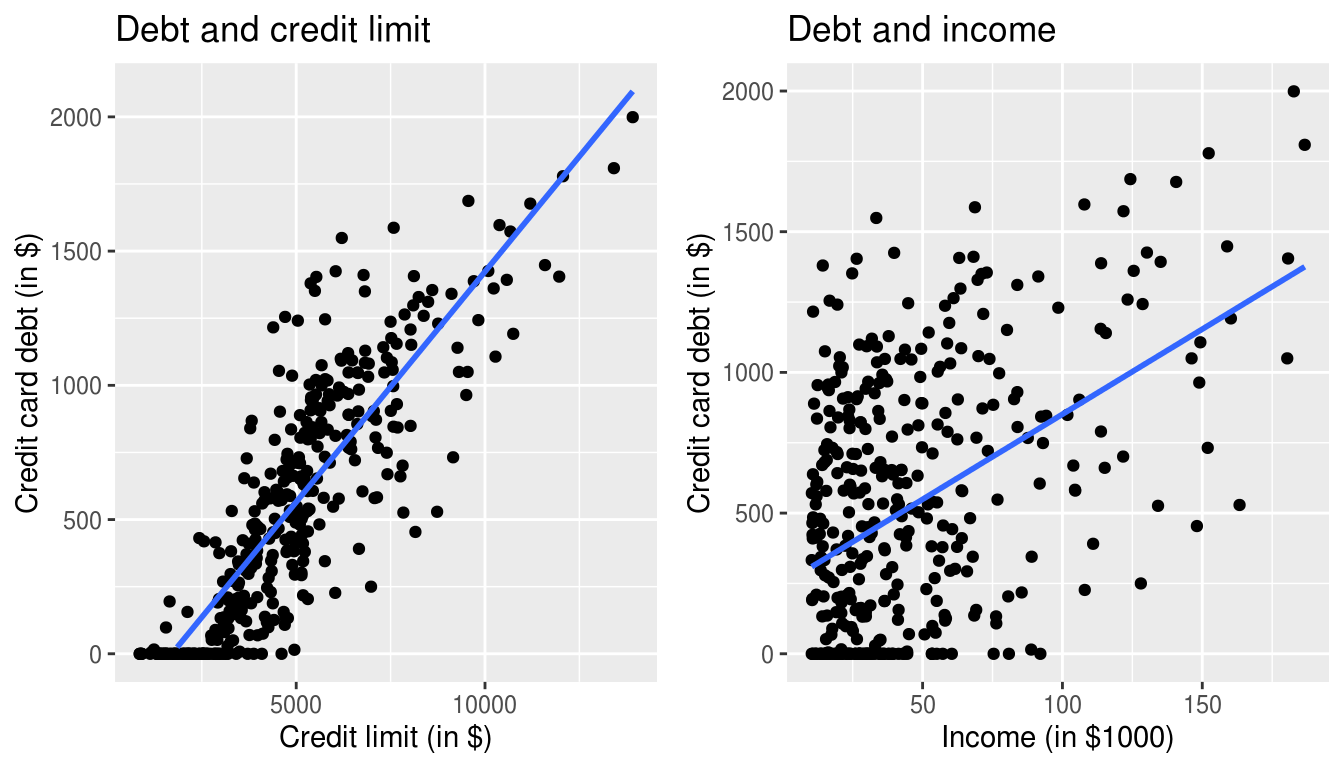 Debt and credit limit
Credit card debt (in $)
2000
1500
1000
500
0
5000 10000
Credit limit (in $)
Debt and income
Credit card debt (in $)
2000
1500
1000
500
0
50 100 150
Income (in $1000)